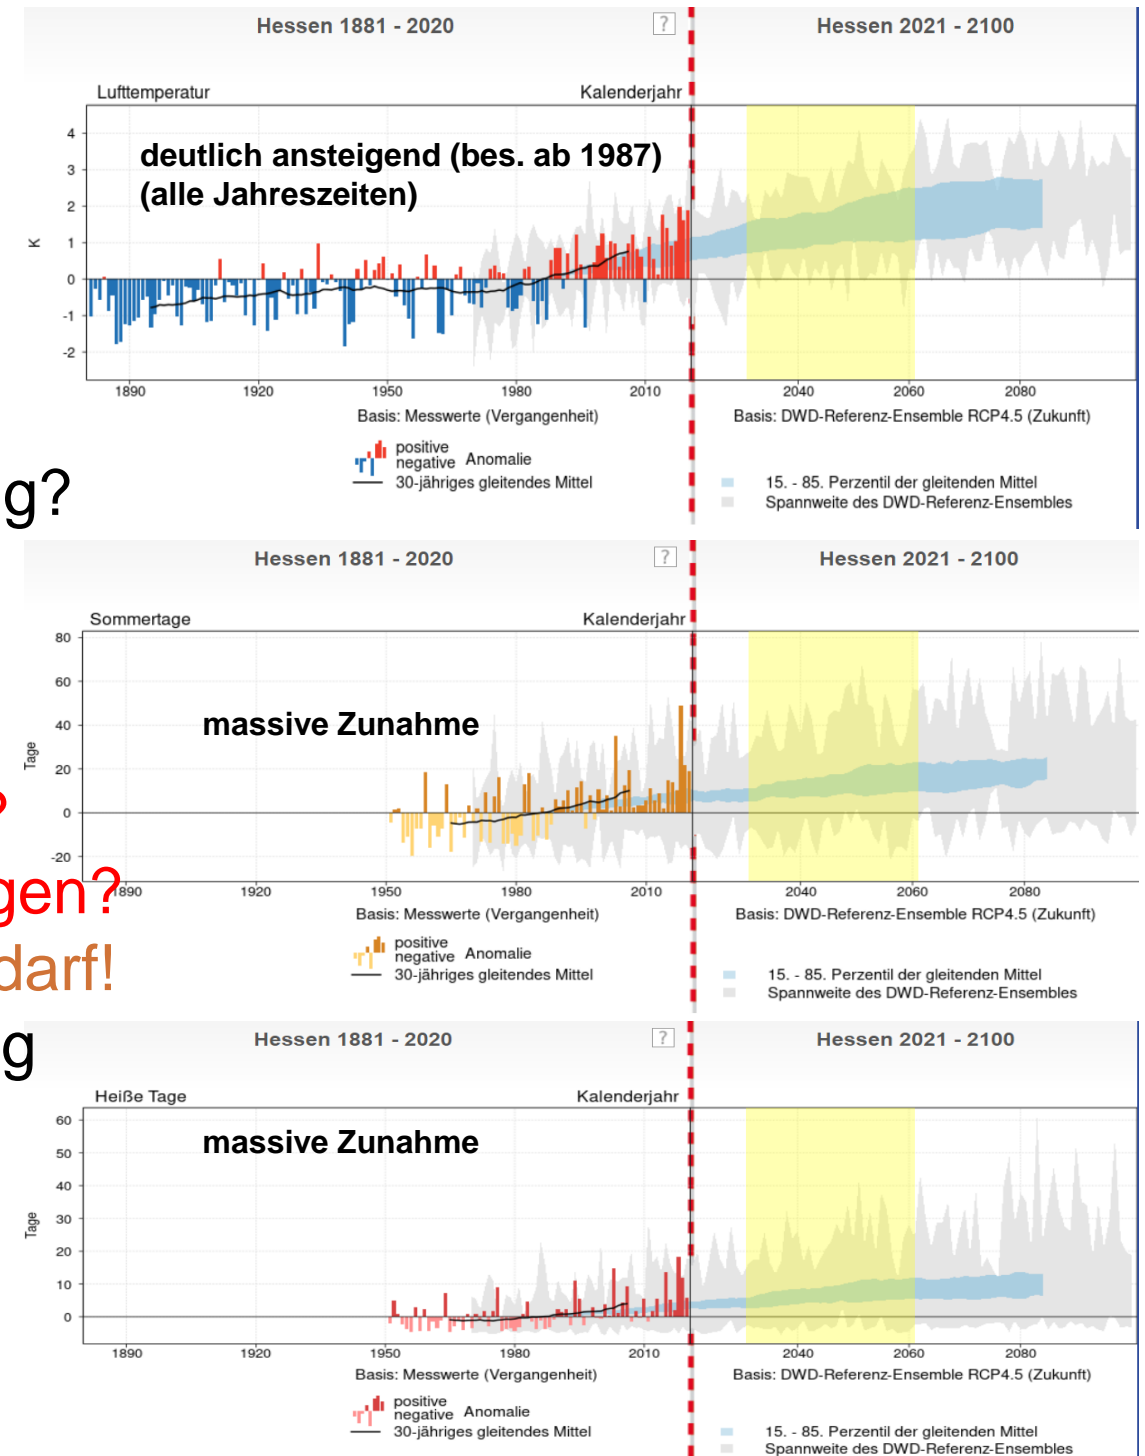 Hessen 1881 - 2020
?
Hessen 2021 - 2100
Lufttemperatur
Kalenderjahr
deutlich ansteigend (bes. ab 1987)
(alle Jahreszeiten)
K
4
3
2
1
0
-1
-2
1890 1920 1950 1980 2010 2040 2060 2080
Basis: Messwerte (Vergangenheit)
Basis: DWD-Referenz-Ensemble RCP4.5 (Zukunft)
positive
negative Anomalie
30-jähriges gleitendes Mittel
15. - 85. Perzentil der gleitenden Mittel
Spannweite des DWD-Referenz-Ensembles
g?
Hessen 1881 - 2020
?
Hessen 2021 - 2100
Sommertage
Kalenderjahr
massive Zunahme
Tage
80
60
40
20
0
-20
1890 1920 1950 1980 2010 2040 2060 2080
?
gen?
darf!
Basis: Messwerte (Vergangenheit)
Basis: DWD-Referenz-Ensemble RCP4.5 (Zukunft)
positive
negative Anomalie
30-jähriges gleitendes Mittel
15. - 85. Perzentil der gleitenden Mittel
Spannweite des DWD-Referenz-Ensembles
g
Hessen 1881 - 2020
?
Hessen 2021 - 2100
Heiße Tage
Kalenderjahr
massive Zunahme
Tage
60
50
40
30
20
10
0
1890 1920 1950 1980 2010 2040 2060 2080
Basis: Messwerte (Vergangenheit)
Basis: DWD-Referenz-Ensemble RCP4.5 (Zukunft)
positive
negative Anomalie
30-jähriges gleitendes Mittel
15. - 85. Perzentil der gleitenden Mittel
Spannweite des DWD-Referenz-Ensembles